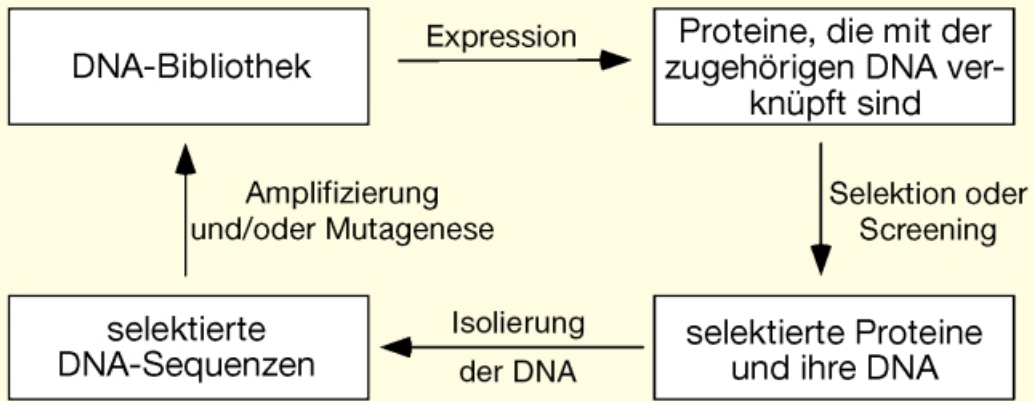 DNA-Bibliothek
Expression
Proteine, die mit der
zugehörigen DNA ver-
knüpft sind
Selektion oder
Screening
selektierte Proteine
und ihre DNA
Isolierung
der DNA
selektierte
DNA-Sequenzen
Amplifizierung
und/oder Mutagenese